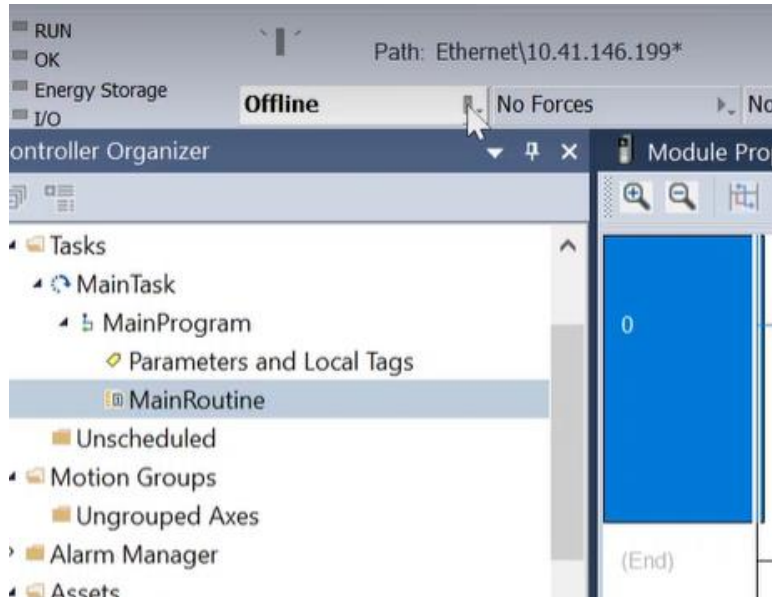 RUN
OK
Energy Storage
I/O
Path: Ethernet\10.41.146.199*
Offline
No Forces
No
ontroller Organizer
Module Pro
Tasks
MainTask
MainProgram
Parameters and Local Tags
MainRoutine
Unscheduled
Motion Groups
Ungrouped Axes
Alarm Manager
Assets
0
(End)